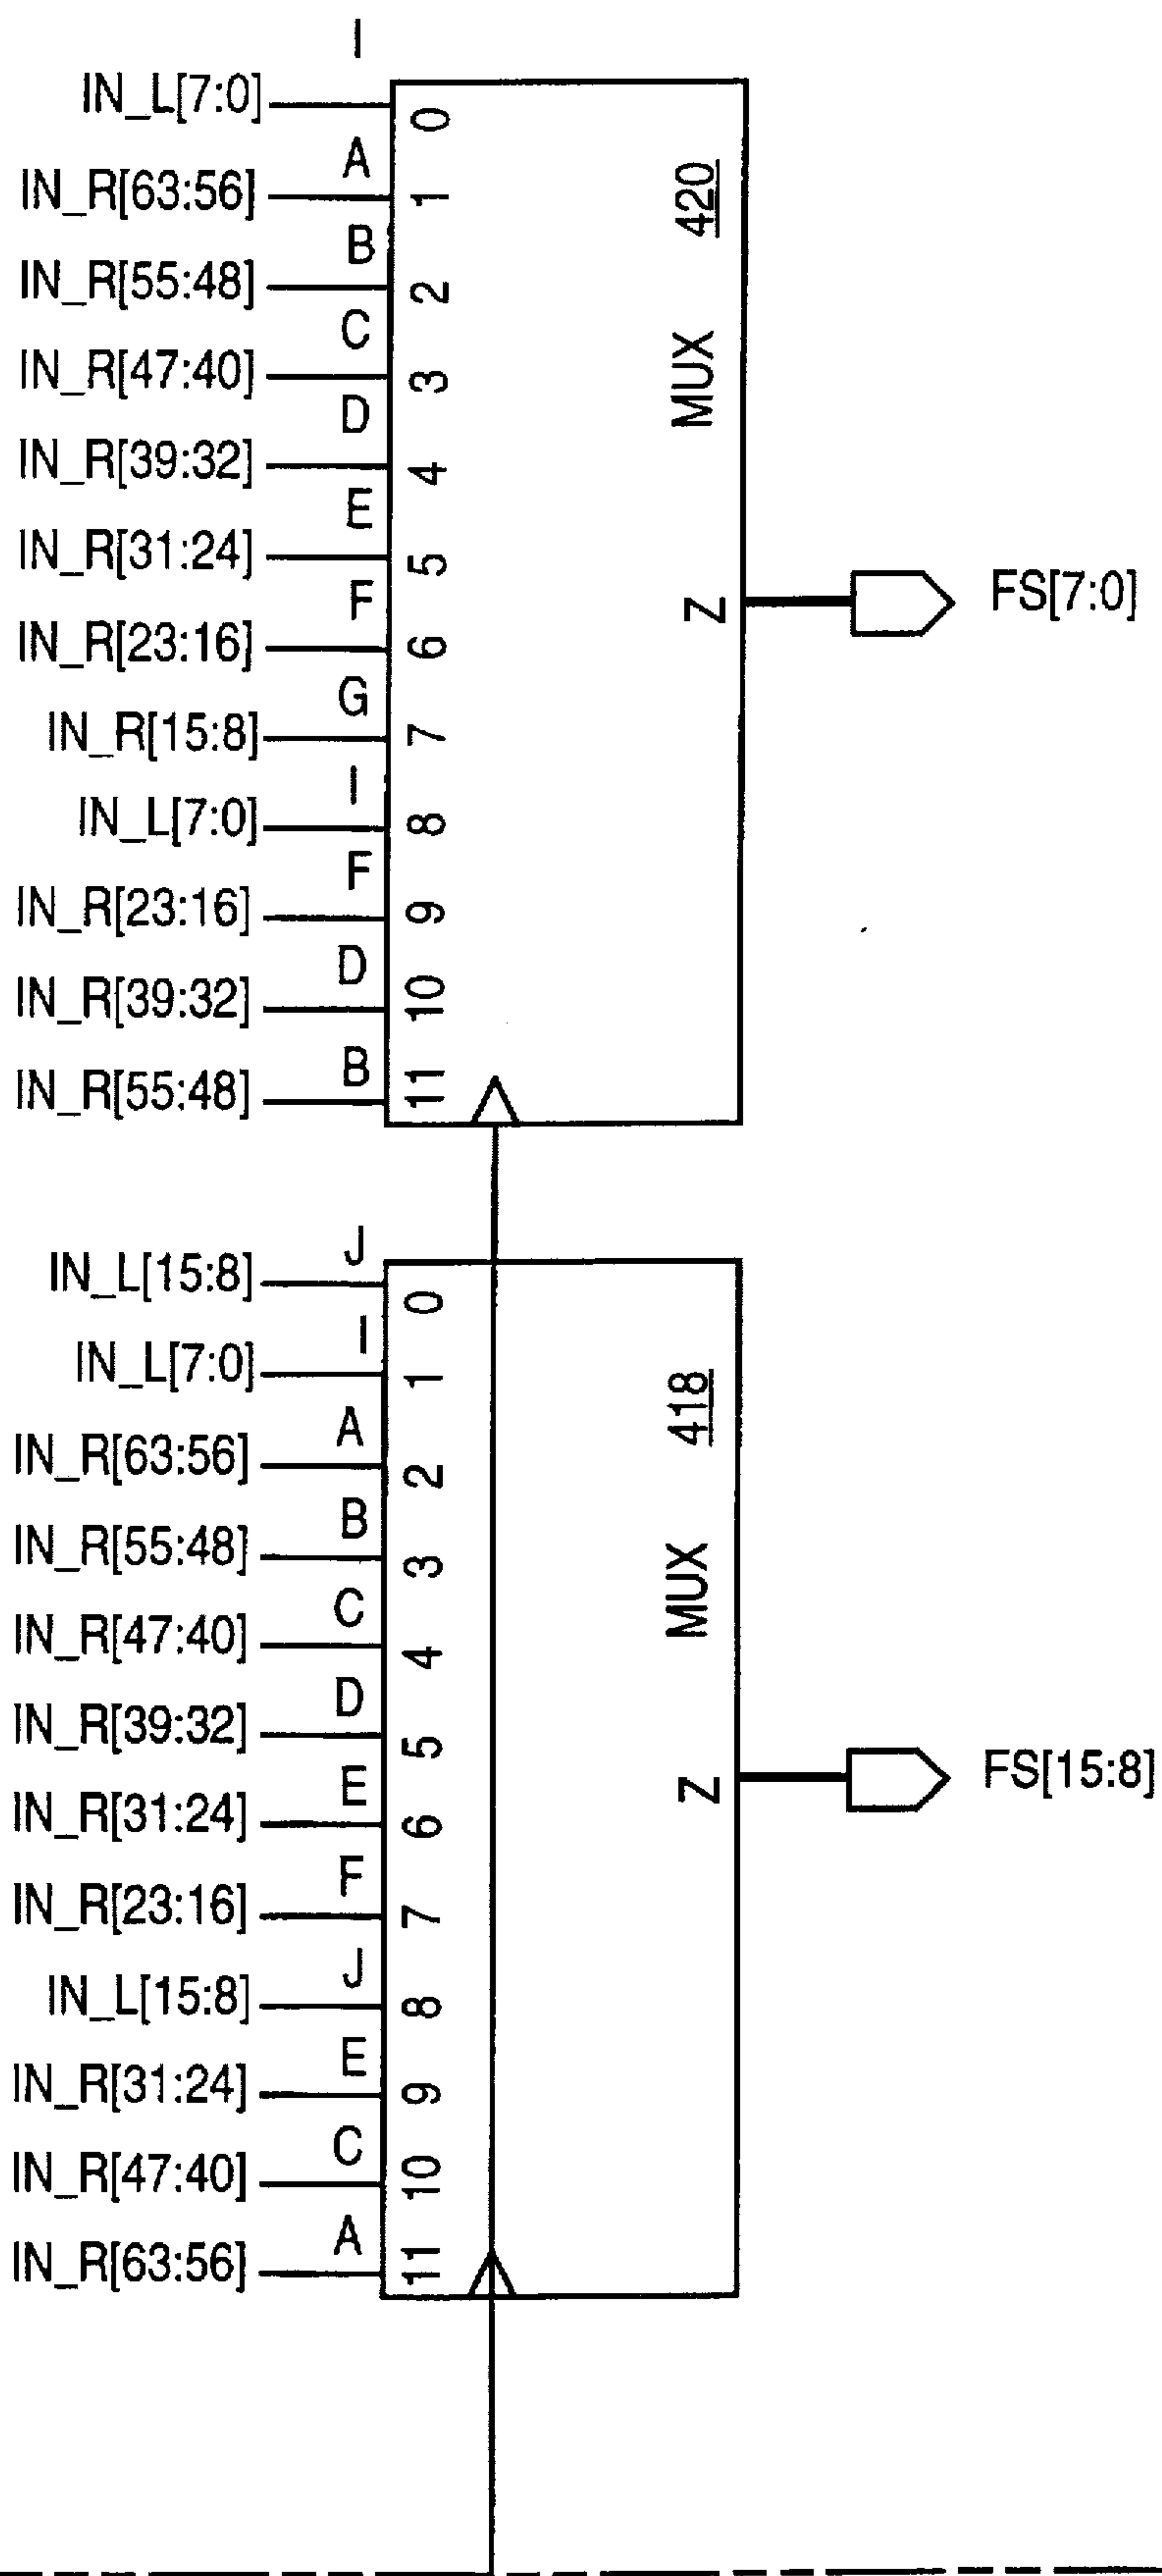 I
IN_L[7:0] 0
A
IN_R[63:56] 1
B
IN_R[55:48] 2
C
IN_R[47:40] 3
D
IN_R[39:32] 4
E
IN_R[31:24] 5
F
IN_R[23:16] 6
G
IN_R[15:8] 7
I
IN_L[7:0] 8
F
IN_R[23:16] 9
D
IN_R[39:32] 10
B
IN_R[55:48] 11
420
MUX
Z
FS[7:0]
J
IN_L[15:8] 0
I
IN_L[7:0] 1
A
IN_R[63:56] 2
B
IN_R[55:48] 3
C
IN_R[47:40] 4
D
IN_R[39:32] 5
E
IN_R[31:24] 6
F
IN_R[23:16] 7
J
IN_L[15:8] 8
E
IN_R[31:24] 9
C
IN_R[47:40] 10
A
IN_R[63:56] 11
418
MUX
Z
FS[15:8]